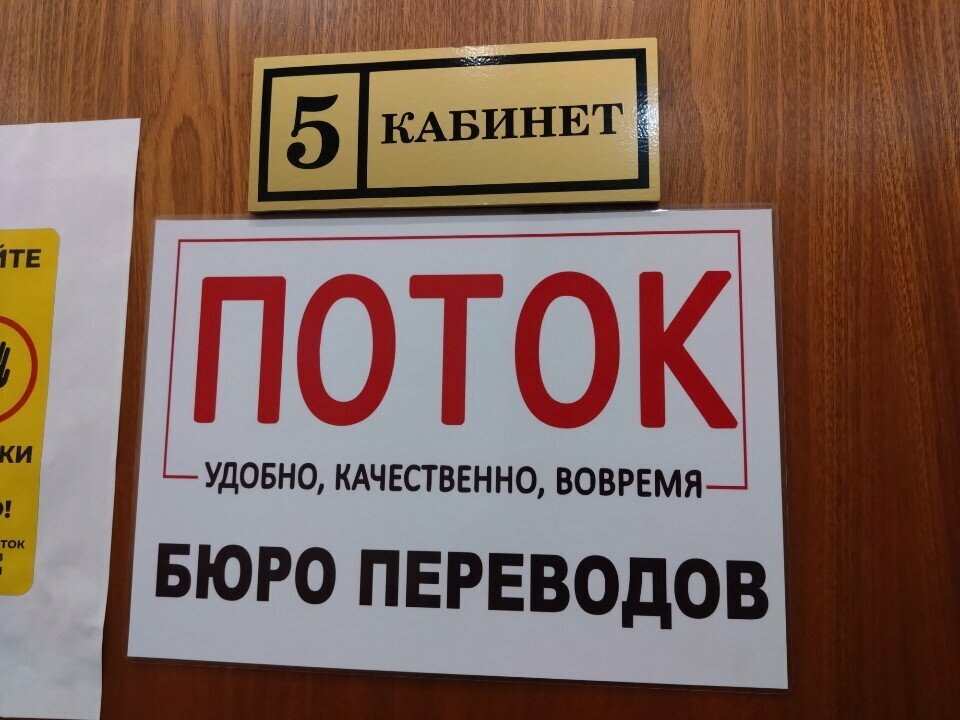 5 КАБИНЕТ
ПОТОК
УДОБНО, КАЧЕСТВЕННО, ВОВРЕМЯ
БЮРО ПЕРЕВОДОВ